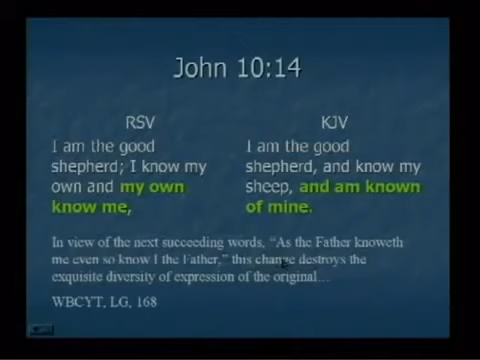 John 10:14
RSV
I am the good
shepherd; I know my
own and my own
know me,
KJV
I am the good
shepherd, and know my
sheep, and am known
of mine.
In view of the next succeeding words, “As the Father knoweth
me even so know I the Father,” this change destroys the
exquisite diversity of expression of the original...
WBCYT, LG, 168